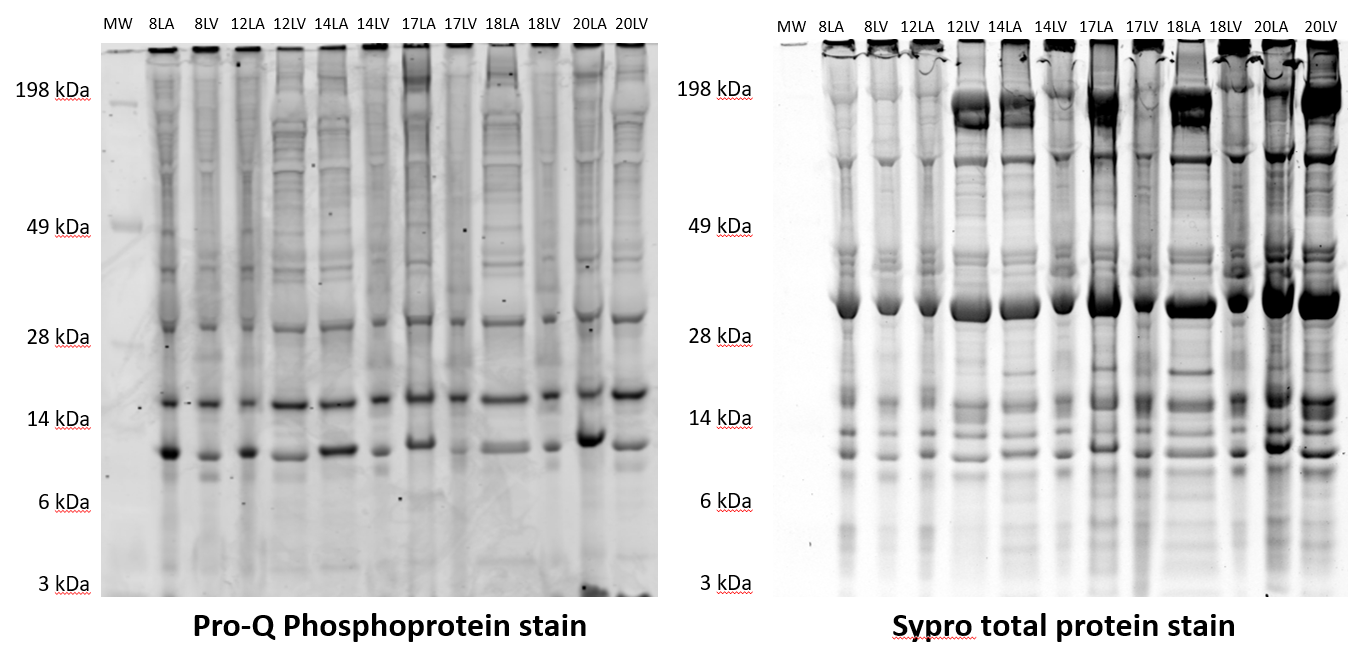 MW 8LA 8LV 12LA 12LV 14LA 14LV 17LA 17LV 18LA 18LV 20LA 20LV
198 kDa
49 kDa
28 kDa
14 kDa
6 kDa
3 kDa
Pro-Q Phosphoprotein stain
MW 8LA 8LV 12LA 12LV 14LA 14LV 17LA 17LV 18LA 18LV 20LA 20LV
198 kDa
49 kDa
28 kDa
14 kDa
6 kDa
3 kDa
Sypro total protein stain